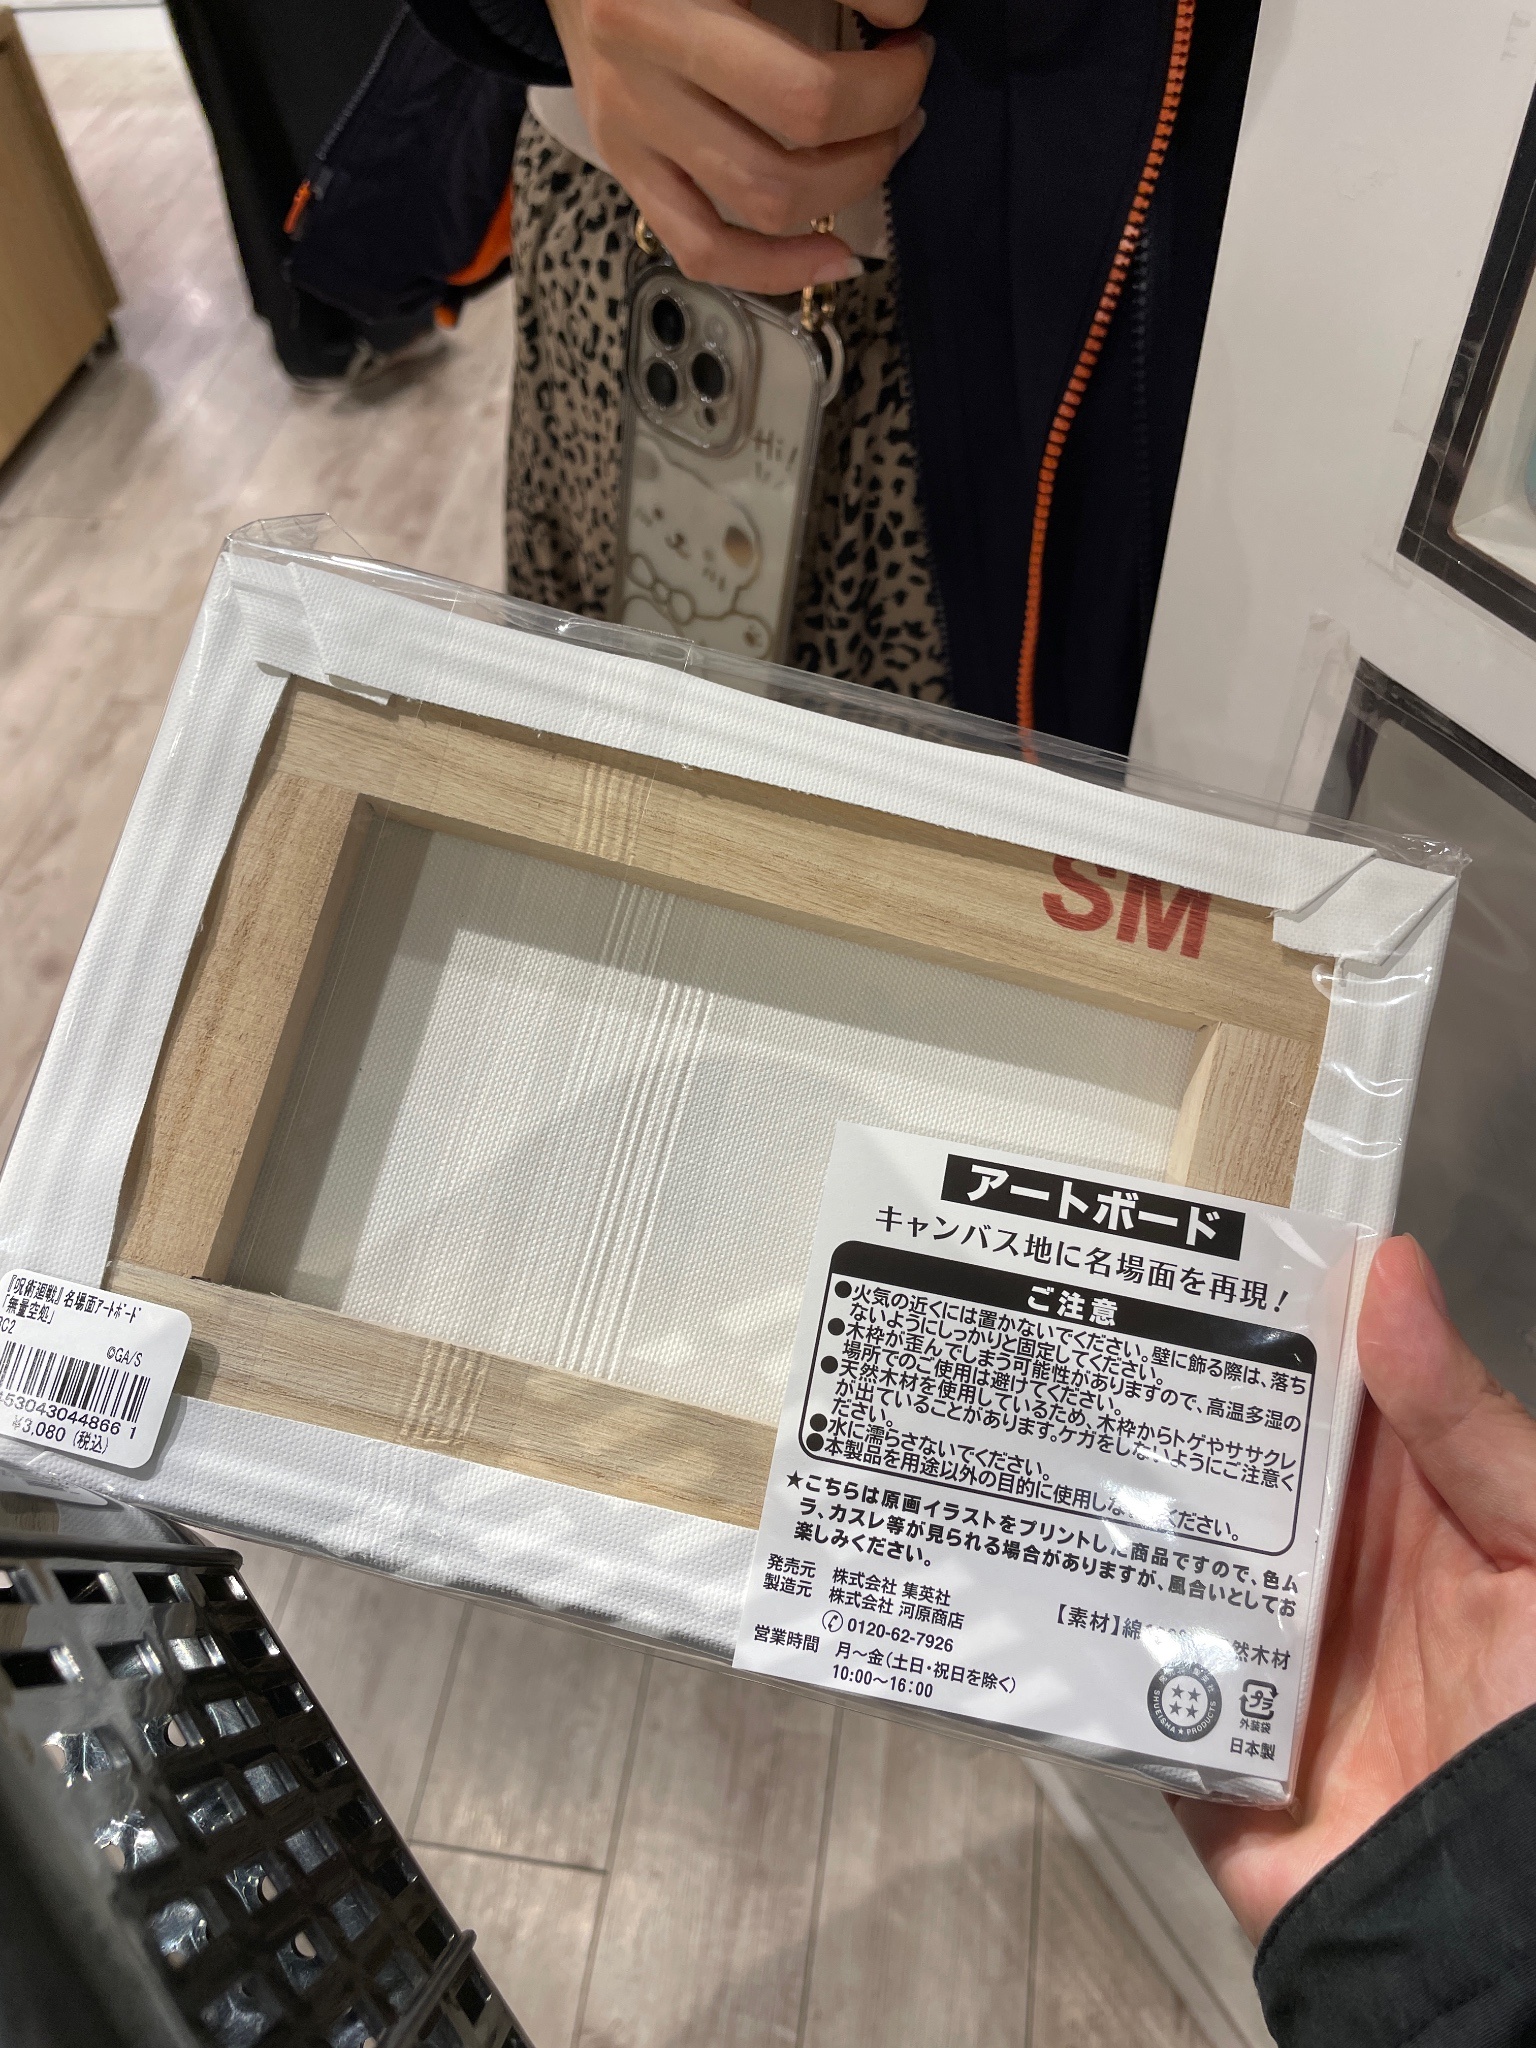 Hi!
SM
アートボード
キャンバス地に名場面を再現!
ご注意
●火気の近くには置かないでください。壁に飾る際は、落ち
ないようにしっかりと固定してください。
●木枠が歪んでしまう可能性がありますので、高温多湿の
場所でのご使用は避けてください。
●天然木材を使用しているため、木枠からトゲやササクレ
が出ていることがあります。ケガをしないようにご注意く
ださい。
●水に濡らさないでください。
●本製品を用途以外の目的に使用しないください。
★こちらは原画イラストをプリントした商品ですので、色ム
ラ、カスレ等が見られる場合がありますが、風合いとしてお
楽しみください。
発売元 株式会社 集英社
製造元 株式会社 河原商店
0120-62-7926
営業時間 月〜金(土日・祝日を除く)
10:00〜16:00
【素材】綿 然木材
SHUEISHA★PRODUCTS
プラ
外装袋
日本製
『呪術廻戦』名場面アートボード
「無量空処」
C2
©GA/S
53043044866 1
¥3,080 (税込)